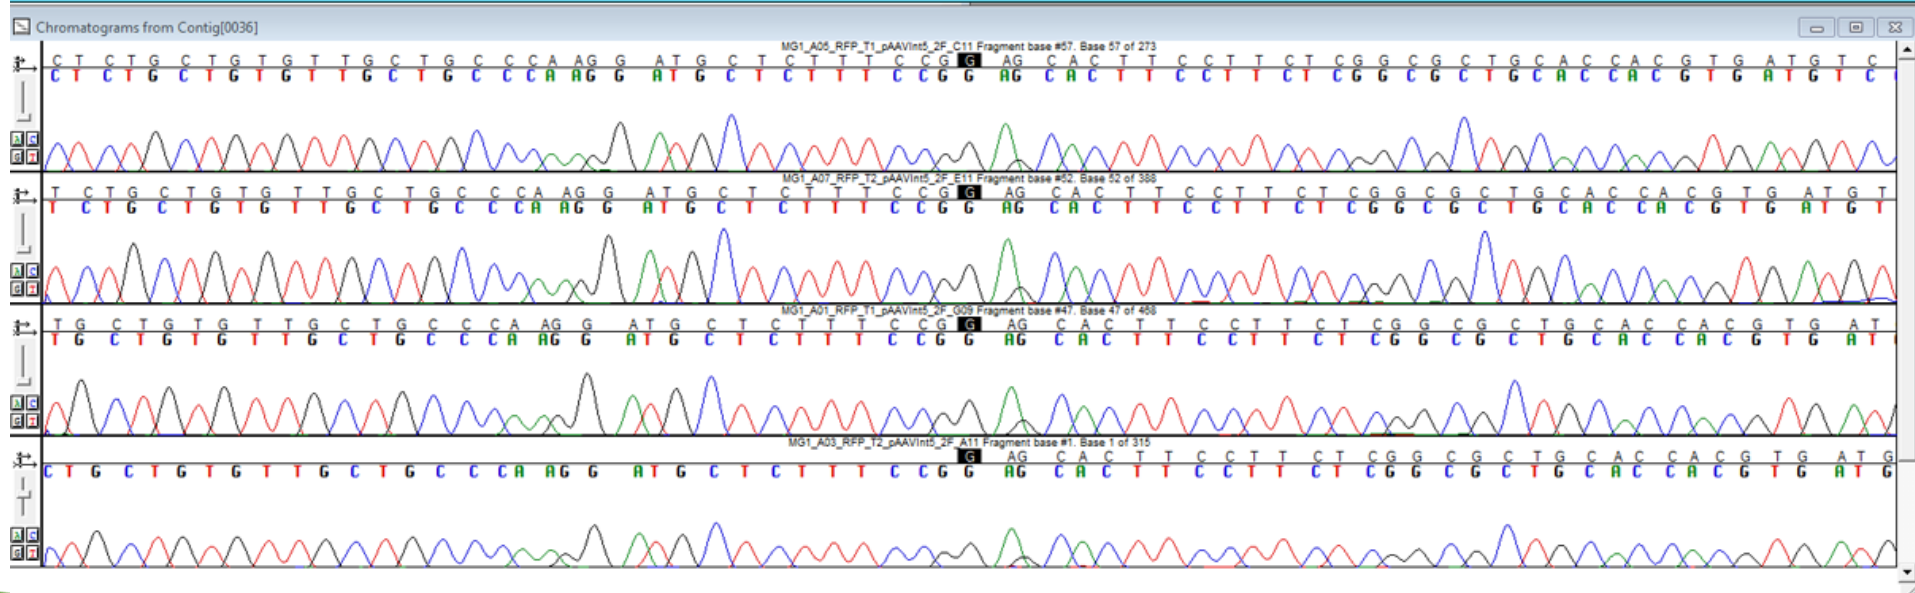 Chromatograms from Contig[0036]
MG1_A05_RFP_T1_pAAVInt5_2F_C11 Fragment base #57. Base 57 of 273
C T C T G C T G T G T T G C T G C C C A A G G A T G C T C T T T C C G G A G C A C T T C C T T C T C G G C G C T G C A C C A C G T G A T G T C
C T C T G C T G T G T T G C T G C C C A A G G A T G C T C T T T C C G G A G C A C T T C C T T C T C G G C G C T G C A C C A C G T G A T G T C
A C
G T
MG1_A07_RFP_T2_pAAVInt5_2F_E11 Fragment base #52. Base 52 of 388
T C T G C T G T G T T G C T G C C C A A G G A T G C T C T T T C C G G A G C A C T T C C T T C T C G G C G C T G C A C C A C G T G A T G T
T C T G C T G T G T T G C T G C C C A A G G A T G C T C T T T C C G G A G C A C T T C C T T C T C G G C G C T G C A C C A C G T G A T G T
A C
G T
MG1_A01_RFP_T1_pAAVInt5_2F_G09 Fragment base #47. Base 47 of 468
T G C T G T G T T G C T G C C C A A G G A T G C T C T T T C C G G A G C A C T T C C T T C T C G G C G C T G C A C C A C G T G A T
T G C T G T G T T G C T G C C C A A G G A T G C T C T T T C C G G A G C A C T T C C T T C T C G G C G C T G C A C C A C G T G A T
A C
G T
MG1_A03_RFP_T2_pAAVInt5_2F_A11 Fragment base #1. Base 1 of 315
G A G C A C T T C C T T C T C G G C G C T G C A C C A C G T G A T G
C T G C T G T G T T G C T G C C C A A G G A T G C T C T T T C C G G A G C A C T T C C T T C T C G G C G C T G C A C C A C G T G A T G
A C
G T